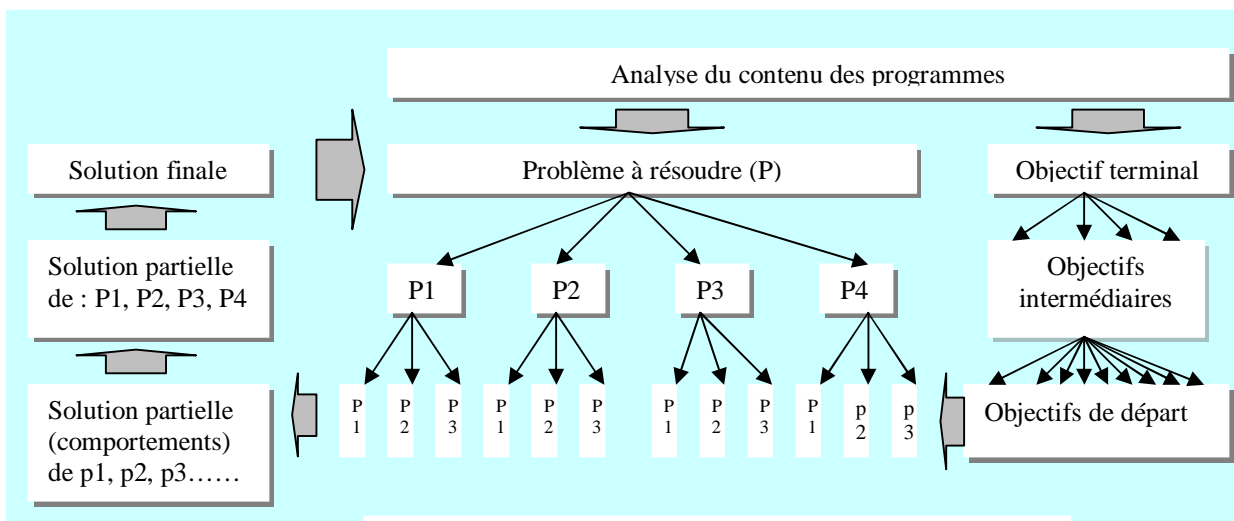 Analyse du contenu des programmes
Solution finale
Problème à résoudre (P)
Objectif terminal
Solution partielle
de : P1, P2, P3, P4
P1
P2
P3
P4
Objectifs
intermédiaires
Solution partielle
(comportements)
de p1, p2, p3……
P
1
P
2
P
3
P
1
P
2
P
3
P
1
P
2
P
3
P
1
p
2
p
3
Objectifs de départ